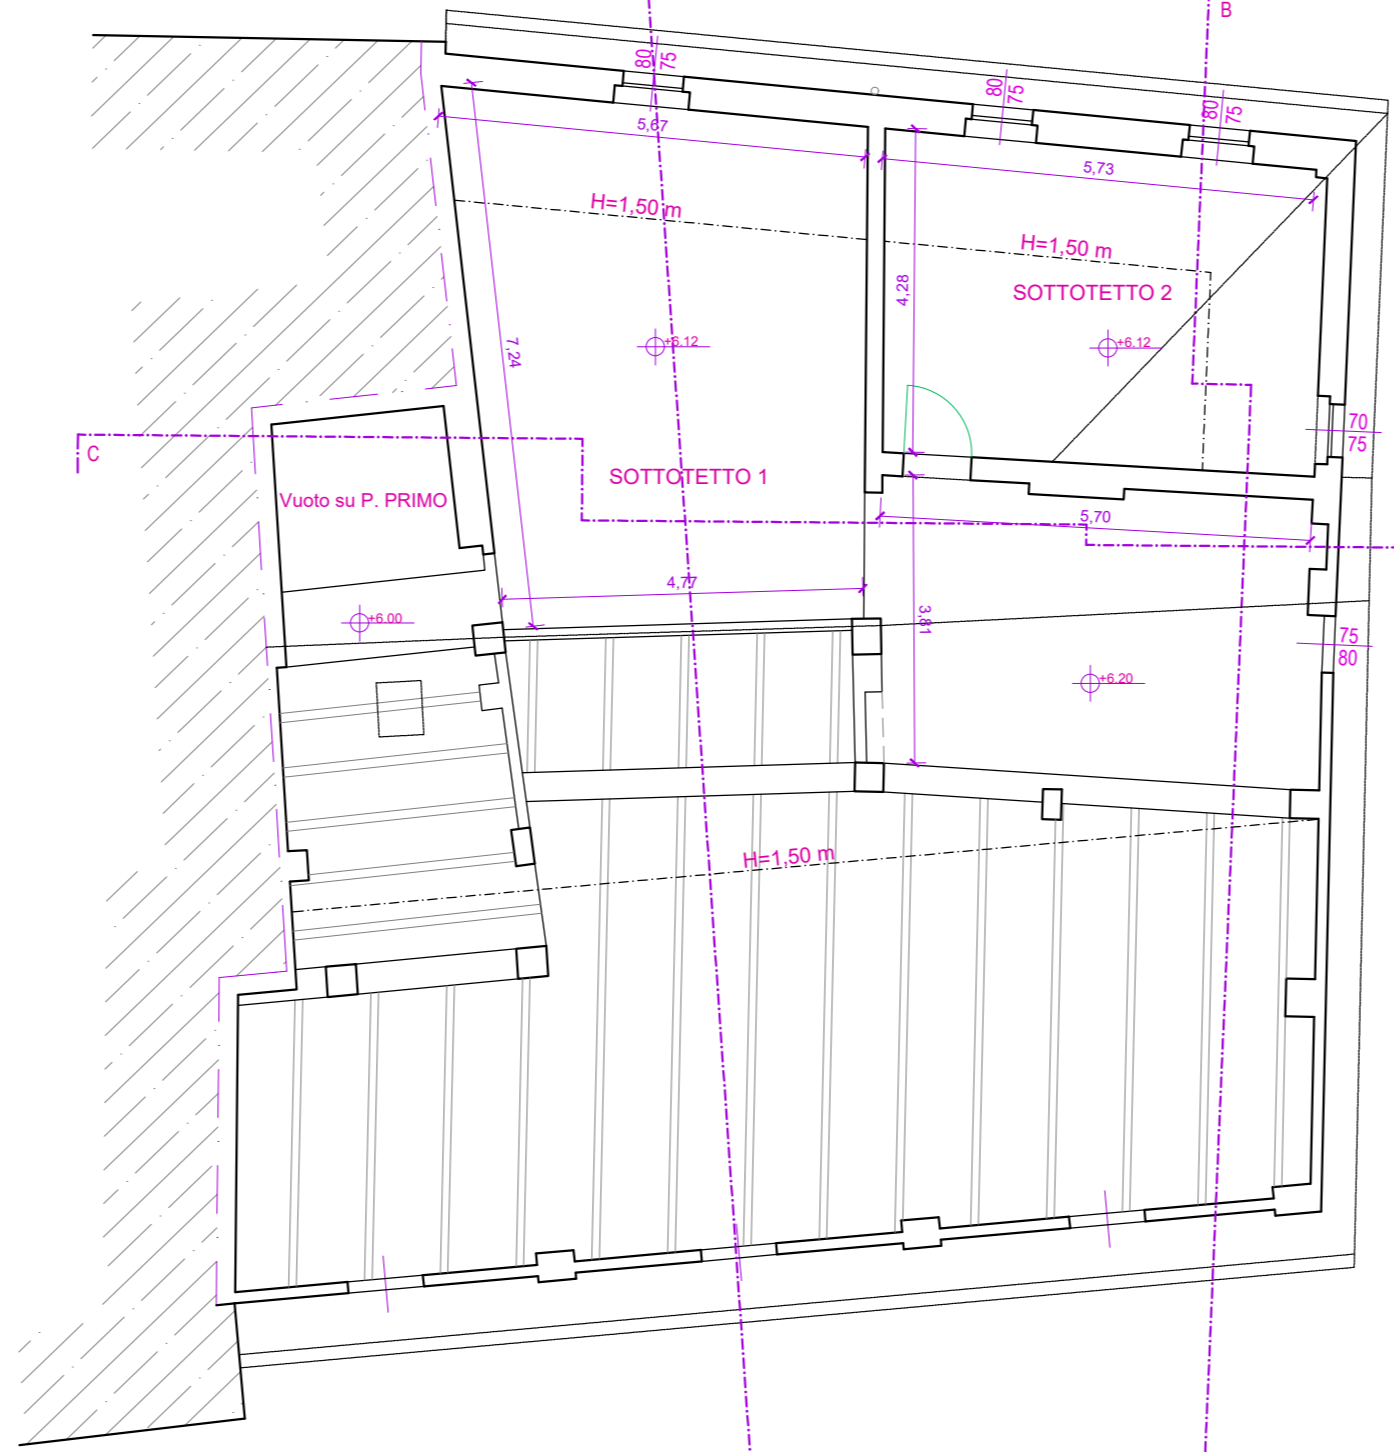 B
80
75
80
75
80
75
5,67
5,73
H=1,50 m
H=1,50 m
SOTTOTETTO 2
4,28
+6.12
+6.12
7,24
70
75
C
SOTTOTETTO 1
Vuoto su P. PRIMO
5,70
4,77
+6.00
3,81
75
80
+6.20
H=1,50 m